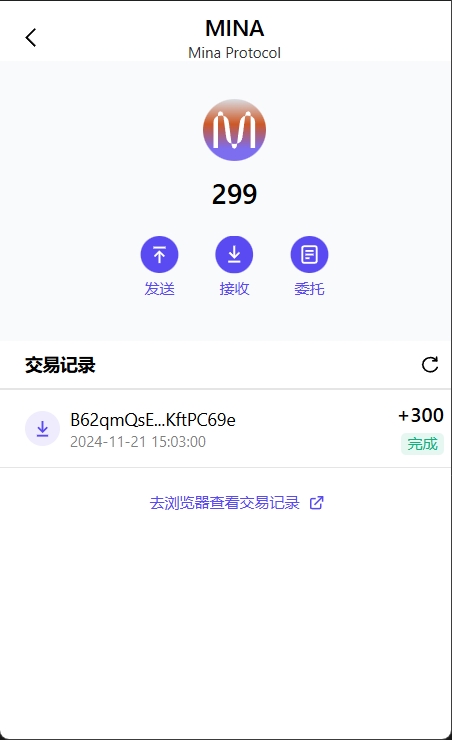 MINA
Mina Protocol
299
发送 接收 委托
交易记录
B62qmQsE...KftPC69e +300
2024-11-21 15:03:00 完成
去浏览器查看交易记录